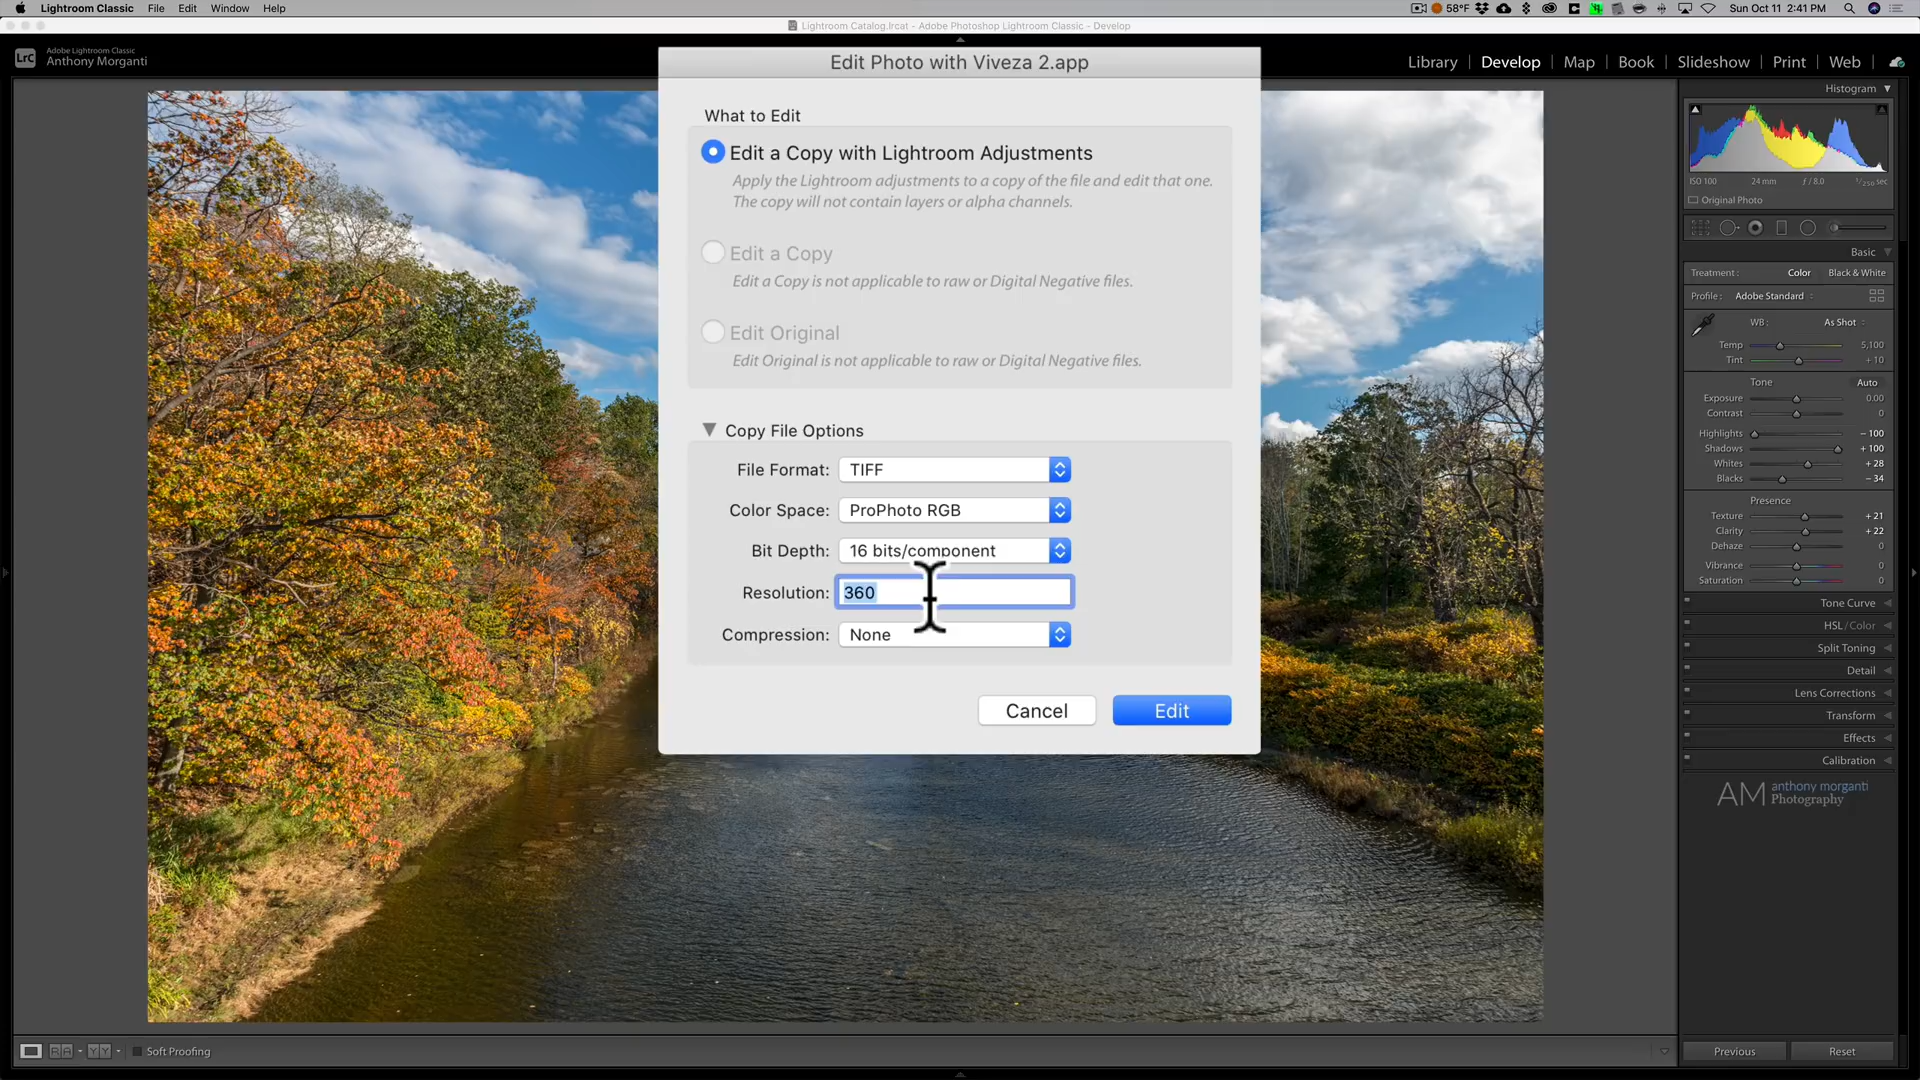 Lightroom Classic File Edit Window Help
58°F Sun Oct 11 2:41 PM
Lightroom Catalog.lrcat - Adobe Photoshop Lightroom Classic - Develop
LrC
Adobe Lightroom Classic
Anthony Morganti
Library | Develop | Map | Book | Slideshow | Print | Web
Edit Photo with Viveza 2.app
What to Edit
Edit a Copy with Lightroom Adjustments
Apply the Lightroom adjustments to a copy of the file and edit that one.
The copy will not contain layers or alpha channels.
Edit a Copy
Edit a Copy is not applicable to raw or Digital Negative files.
Edit Original
Edit Original is not applicable to raw or Digital Negative files.
Copy File Options
File Format: TIFF
Color Space: ProPhoto RGB
Bit Depth: 16 bits/component
Resolution: 360
Compression: None
Cancel Edit
Histogram
ISO 100 24 mm ƒ / 8.0 1/250 sec
Original Photo
Basic
Treatment : Color Black & White
Profile : Adobe Standard
WB : As Shot
Temp 5,100
Tint + 10
Tone Auto
Exposure 0.00
Contrast 0
Highlights − 100
Shadows + 100
Whites + 28
Blacks − 34
Presence
Texture + 21
Clarity + 22
Dehaze 0
Vibrance 0
Saturation 0
Tone Curve
HSL / Color
Split Toning
Detail
Lens Corrections
Transform
Effects
Calibration
AM anthony morganti
Photography
RA YY Soft Proofing
Previous Reset